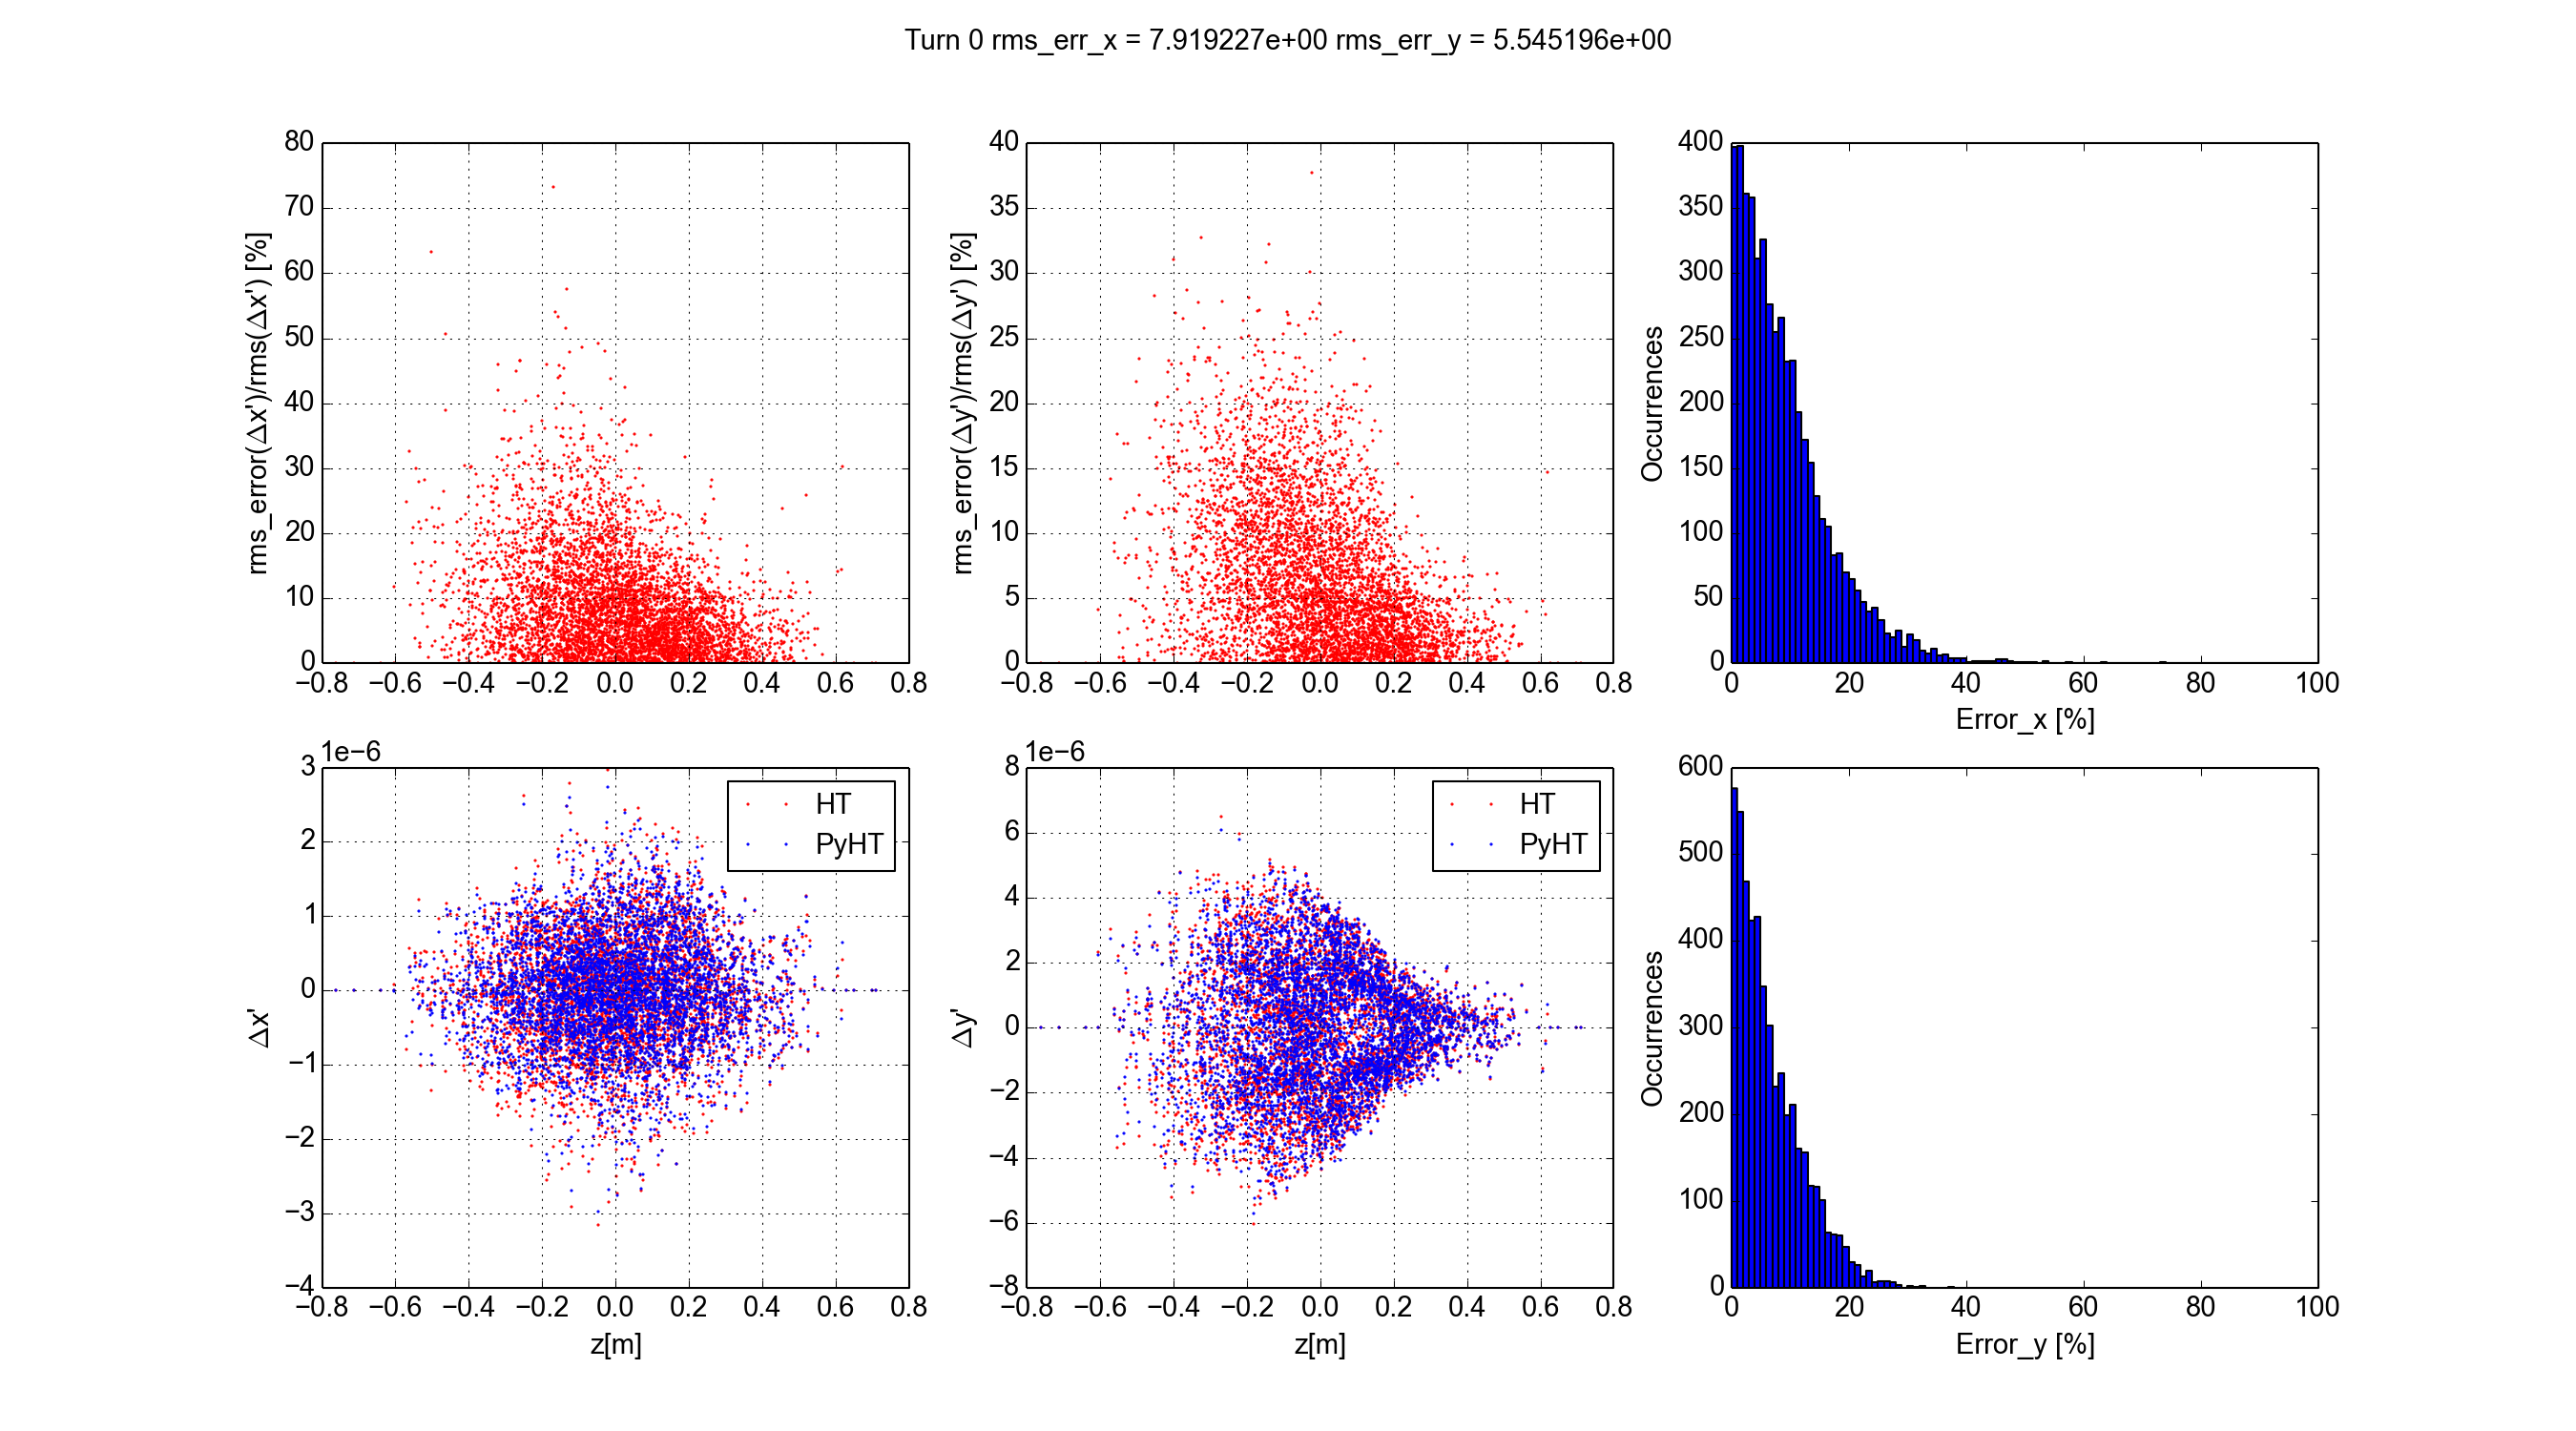 Turn 0 rms_err_x = 7.919227e+00 rms_err_y = 5.545196e+00
rms_error(Δx')/rms(Δx') [%]
80
70
60
50
40
30
20
10
0
−0.8 −0.6 −0.4 −0.2 0.0 0.2 0.4 0.6 0.8
rms_error(Δy')/rms(Δy') [%]
40
35
30
25
20
15
10
5
0
−0.8 −0.6 −0.4 −0.2 0.0 0.2 0.4 0.6 0.8
Occurrences
400
350
300
250
200
150
100
50
0
0 20 40 60 80 100
Error_x [%]
1e−6
Δx'
3
2
1
0
−1
−2
−3
−4
HT
PyHT
−0.8 −0.6 −0.4 −0.2 0.0 0.2 0.4 0.6 0.8
z[m]
1e−6
Δy'
8
6
4
2
0
−2
−4
−6
−8
HT
PyHT
−0.8 −0.6 −0.4 −0.2 0.0 0.2 0.4 0.6 0.8
z[m]
Occurrences
600
500
400
300
200
100
0
0 20 40 60 80 100
Error_y [%]